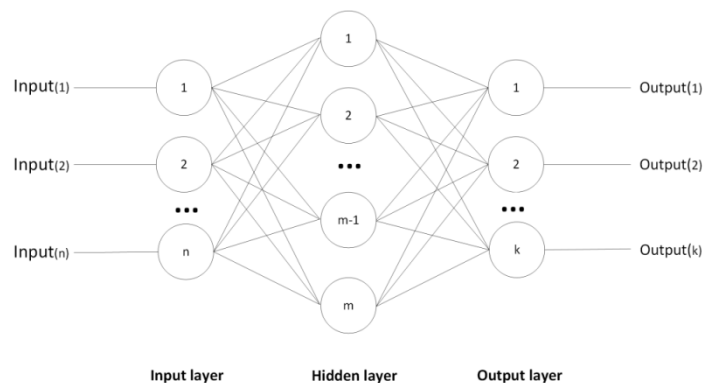 1
Input(1)
1
1
Output(1)
2
Input(2)
2
•••
2
Output(2)
•••
•••
m-1
Input(n)
n
k
Output(k)
m
Input layer
Hidden layer
Output layer